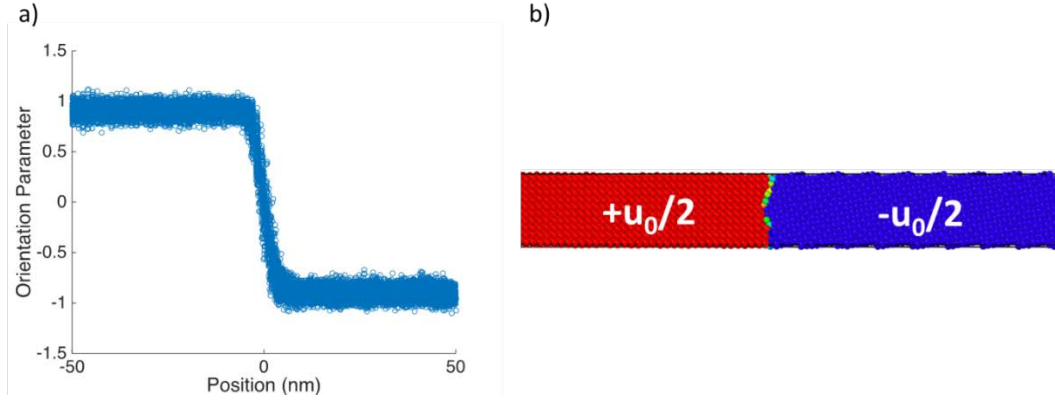 a)
1.5
1
0.5
0
-0.5
-1
-1.5
Orientation Parameter
-50
0
50
Position (nm)
b)
+u₀/2
-u₀/2